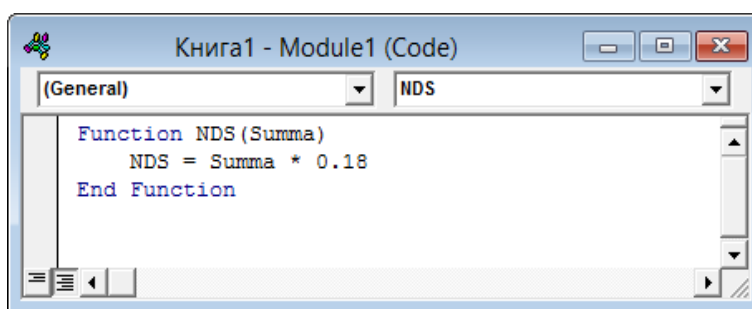 Книга1 - Module1 (Code)
(General) NDS
Function NDS(Summa)
    NDS = Summa * 0.18
End Function